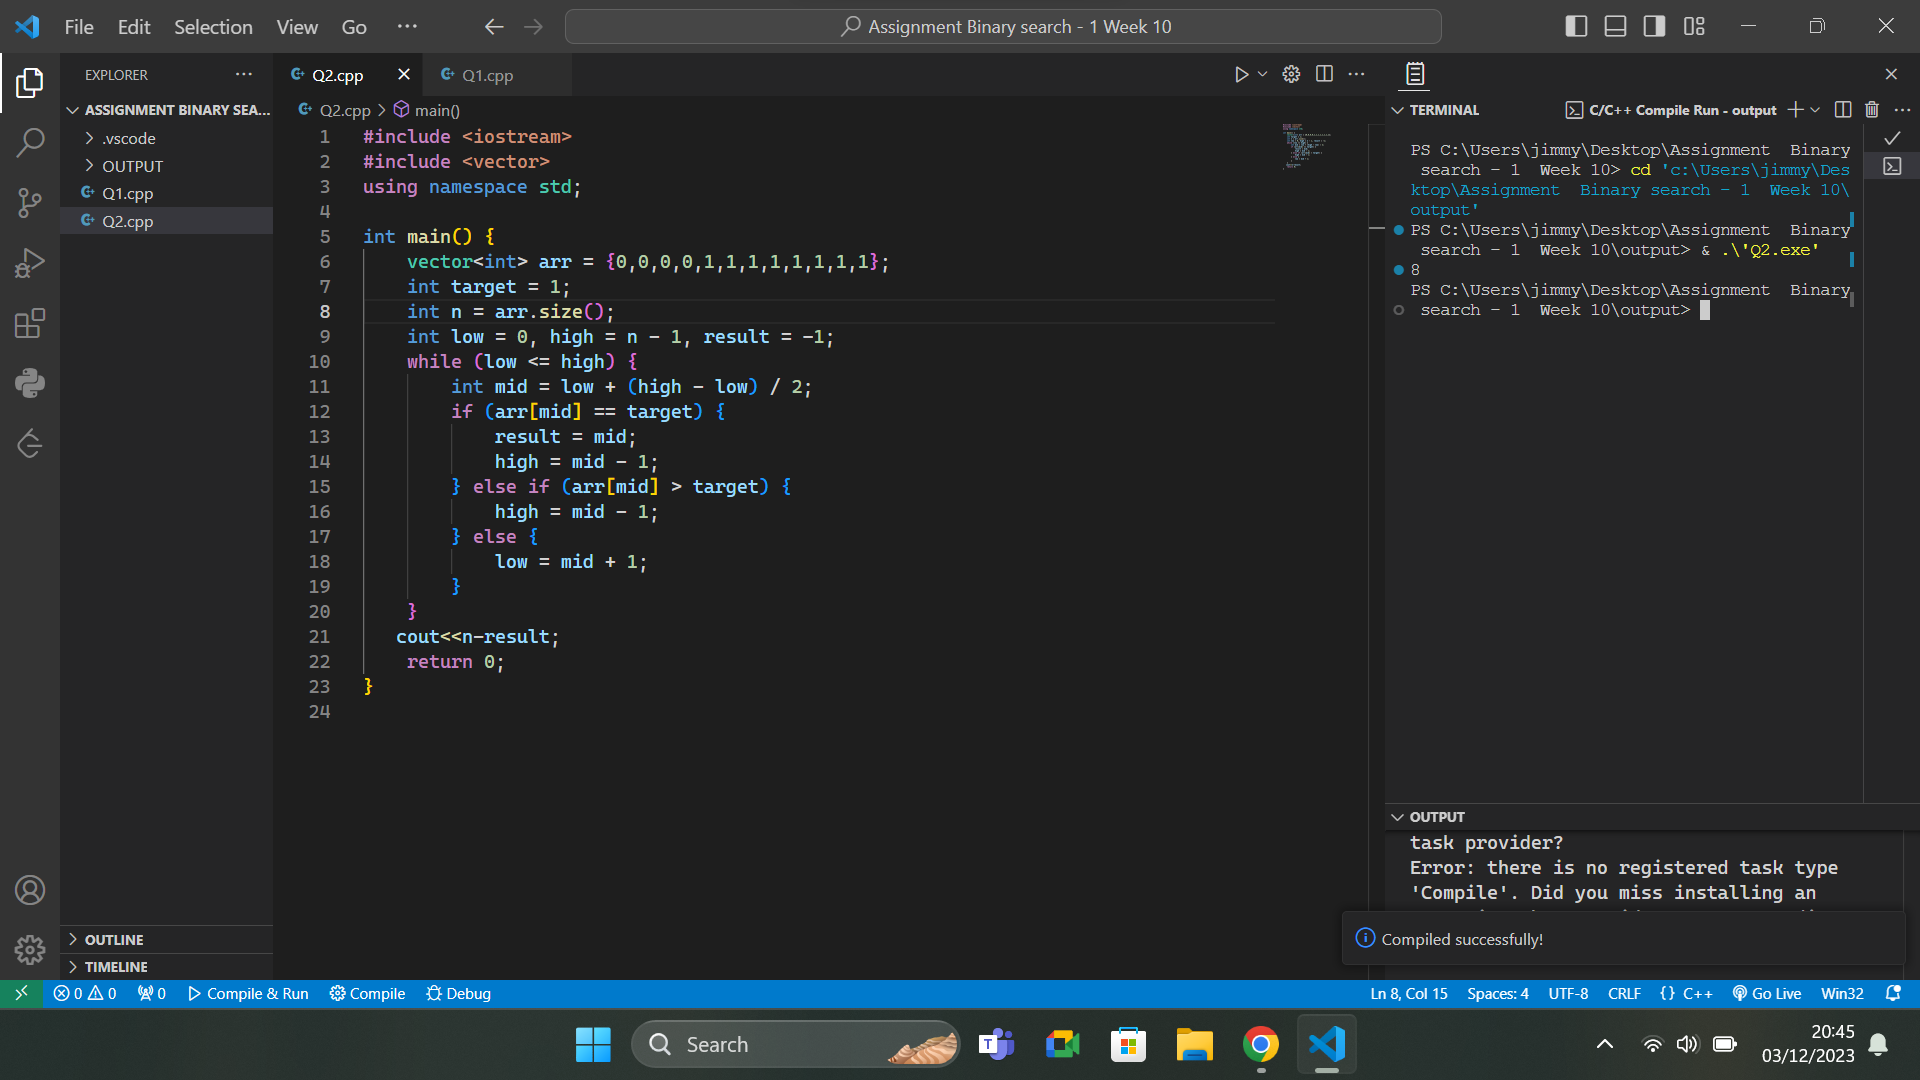 File Edit Selection View Go ··· Assignment Binary search - 1 Week 10
EXPLORER ···
ASSIGNMENT BINARY SEA...
.vscode
OUTPUT
Q1.cpp
Q2.cpp
OUTLINE
TIMELINE
Q2.cpp Q1.cpp
Q2.cpp > main()
1 #include <iostream>
2 #include <vector>
3 using namespace std;
4
5 int main() {
6 vector<int> arr = {0,0,0,0,1,1,1,1,1,1,1,1};
7 int target = 1;
8 int n = arr.size();
9 int low = 0, high = n - 1, result = -1;
10 while (low <= high) {
11 int mid = low + (high - low) / 2;
12 if (arr[mid] == target) {
13 result = mid;
14 high = mid - 1;
15 } else if (arr[mid] > target) {
16 high = mid - 1;
17 } else {
18 low = mid + 1;
19 }
20 }
21 cout<<n-result;
22 return 0;
23 }
24
TERMINAL C/C++ Compile Run - output
PS C:\Users\jimmy\Desktop\Assignment  Binary
search - 1  Week 10> cd 'c:\Users\jimmy\Des
ktop\Assignment  Binary search - 1  Week 10\
output'
PS C:\Users\jimmy\Desktop\Assignment  Binary
search - 1  Week 10\output> & .\'Q2.exe'
8
PS C:\Users\jimmy\Desktop\Assignment  Binary
search - 1  Week 10\output>
OUTPUT
task provider?
Error: there is no registered task type
'Compile'. Did you miss installing an
Compiled successfully!
0 0 0 Compile & Run Compile Debug Ln 8, Col 15 Spaces: 4 UTF-8 CRLF {} C++ Go Live Win32
Search
T
20:45
03/12/2023